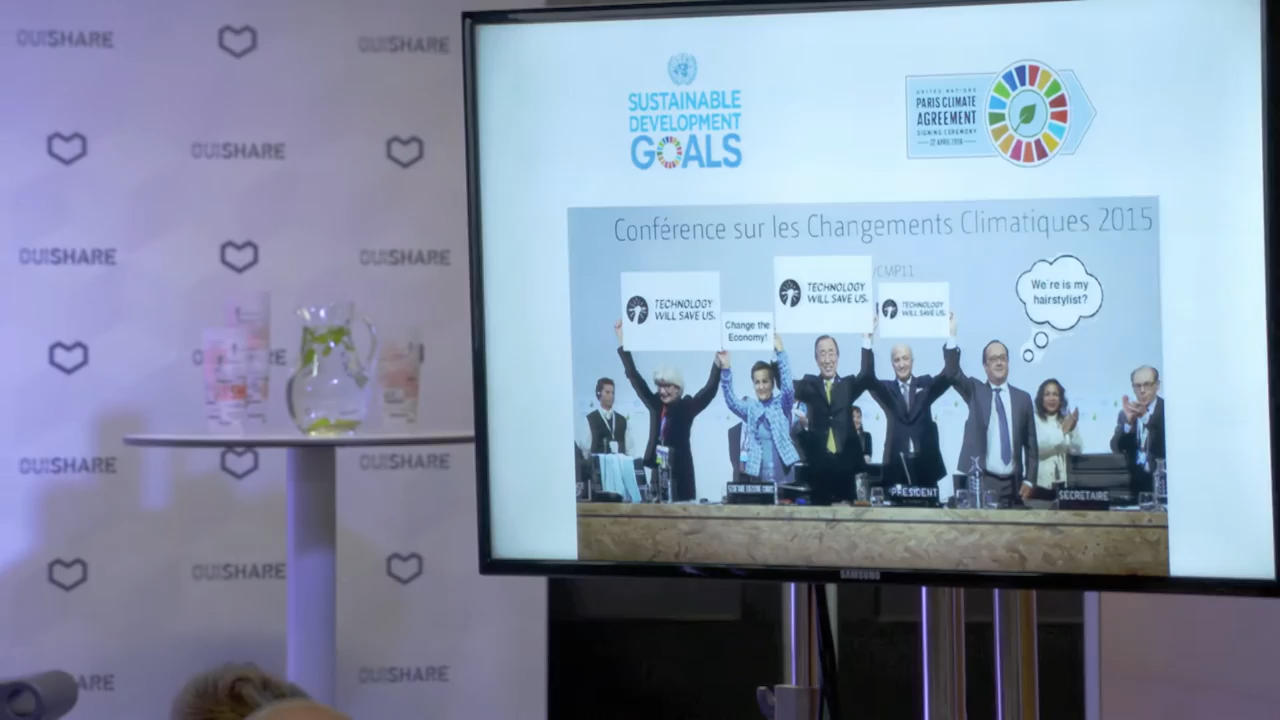 OUISHARE
OUISHARE
OUISHARE
OUISHARE
OUISHARE
OUISHARE
OUISHARE
OUISHARE
OUISHARE
ARE
SUSTAINABLE
DEVELOPMENT
GOALS
UNITED NATIONS
PARIS CLIMATE
AGREEMENT
SIGNING CEREMONY
22 APRIL 2016
Conférence sur les Changements Climatiques 2015
/CMP11
TECHNOLOGY
WILL SAVE US.
Change the
Economy!
TECHNOLOGY
WILL SAVE US.
TECHNOLOGY
WILL SAVE US.
We're is my
hairstylist?
PRESIDENT
SECRETAIRE
SAMSUNG